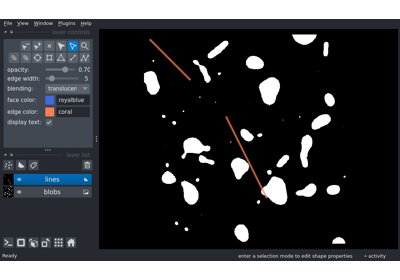 File View Window Plugins Help
layer controls
opacity: 0.70
edge width: 5
blending: translucen
face color: royalblue
edge color: coral
display text:
layer list
lines
blobs
Ready enter a selection mode to edit shape properties activity